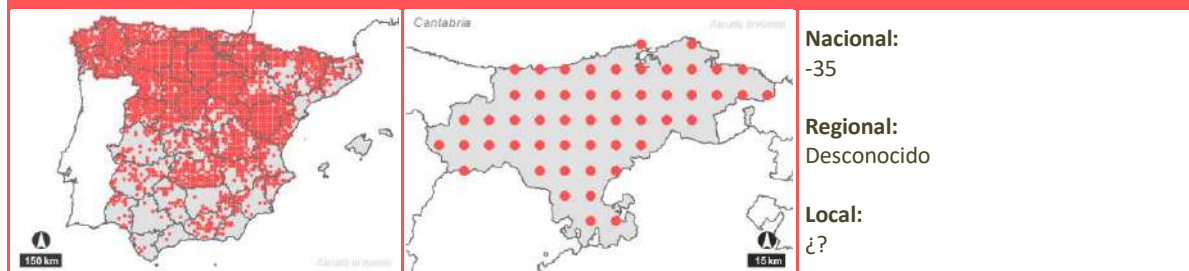 150 km
Cantabria
15 km
Nacional:
-35
Regional:
Desconocido
Local:
¿?